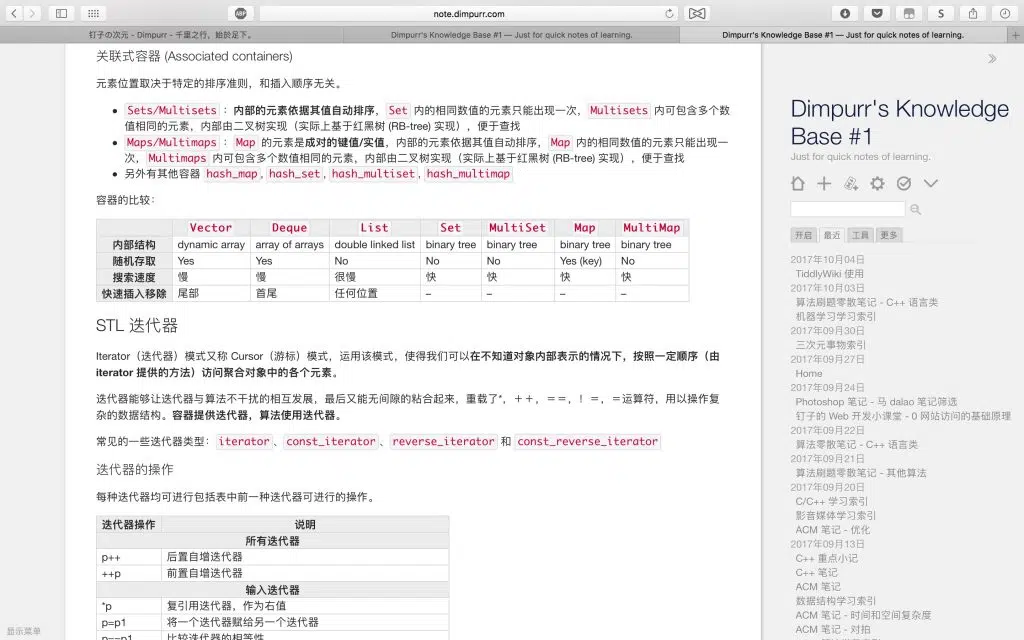 note.dimpurr.com
ABP
S
钉子の次元 - Dimpurr - 千里之行，始於足下。
Dimpurr's Knowledge Base #1 — Just for quick notes of learning.
Dimpurr's Knowledge Base #1 — Just for quick notes of learning.
关联式容器 (Associated containers)
元素位置取决于特定的排序准则，和插入顺序无关。
Sets/Multisets ：内部的元素依据其值自动排序，Set 内的相同数值的元素只能出现一次，Multisets 内可包含多个数
值相同的元素，内部由二叉树实现（实际上基于红黑树 (RB-tree) 实现），便于查找
Maps/Multimaps ：Map 的元素是成对的键值/实值，内部的元素依据其值自动排序，Map 内的相同数值的元素只能出现一
次，Multimaps 内可包含多个数值相同的元素，内部由二叉树实现（实际上基于红黑树 (RB-tree) 实现），便于查找
另外有其他容器 hash_map, hash_set, hash_multiset, hash_multimap
容器的比较：
Vector Deque List Set MultiSet Map MultiMap
内部结构 dynamic array array of arrays double linked list binary tree binary tree binary tree binary tree
随机存取 Yes Yes No No No Yes (key) No
搜索速度 慢 慢 很慢 快 快 快 快
快速插入移除 尾部 首尾 任何位置 – – – –
STL 迭代器
Iterator（迭代器）模式又称 Cursor（游标）模式，运用该模式，使得我们可以在不知道对象内部表示的情况下，按照一定顺序（由
iterator 提供的方法）访问聚合对象中的各个元素。
迭代器能够让迭代器与算法不干扰的相互发展，最后又能无间隙的粘合起来，重载了*，＋＋，＝＝，！＝，＝运算符，用以操作复
杂的数据结构。容器提供迭代器，算法使用迭代器。
常见的一些迭代器类型：iterator、const_iterator、reverse_iterator 和 const_reverse_iterator
迭代器的操作
每种迭代器均可进行包括表中前一种迭代器可进行的操作。
迭代器操作 说明
所有迭代器
p++ 后置自增迭代器
++p 前置自增迭代器
输入迭代器
*p 复引用迭代器，作为右值
p=p1 将一个迭代器赋给另一个迭代器
p==p1 比较迭代器的相等性
显示菜单
Dimpurr's Knowledge
Base #1
Just for quick notes of learning.
开启 最近 工具 更多
2017年10月04日
TiddlyWiki 使用
2017年10月03日
算法刷题零散笔记 - C++ 语言类
机器学习学习索引
2017年09月30日
三次元事物索引
2017年09月27日
Home
2017年09月24日
Photoshop 笔记 - 马 dalao 笔记筛选
钉子的 Web 开发小课堂 - 0 网站访问的基础原理
2017年09月22日
算法零散笔记 - C++ 语言类
2017年09月21日
算法刷题零散笔记 - 其他算法
2017年09月20日
C/C++ 学习索引
影音媒体学习索引
ACM 笔记 - 优化
2017年09月13日
C++ 重点小记
C++ 笔记
ACM 笔记
数据结构学习索引
ACM 笔记 - 时间和空间复杂度
ACM 笔记 - 对拍